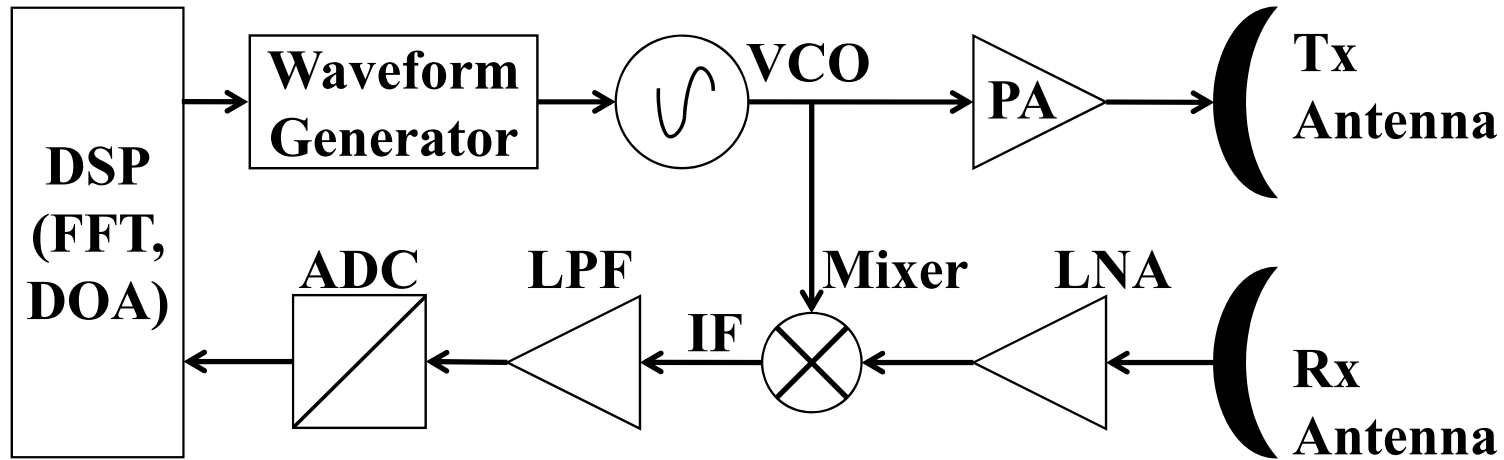 DSP
(FFT,
DOA)
Waveform
Generator
VCO
PA
Tx
Antenna
ADC
LPF
IF
Mixer
LNA
Rx
Antenna